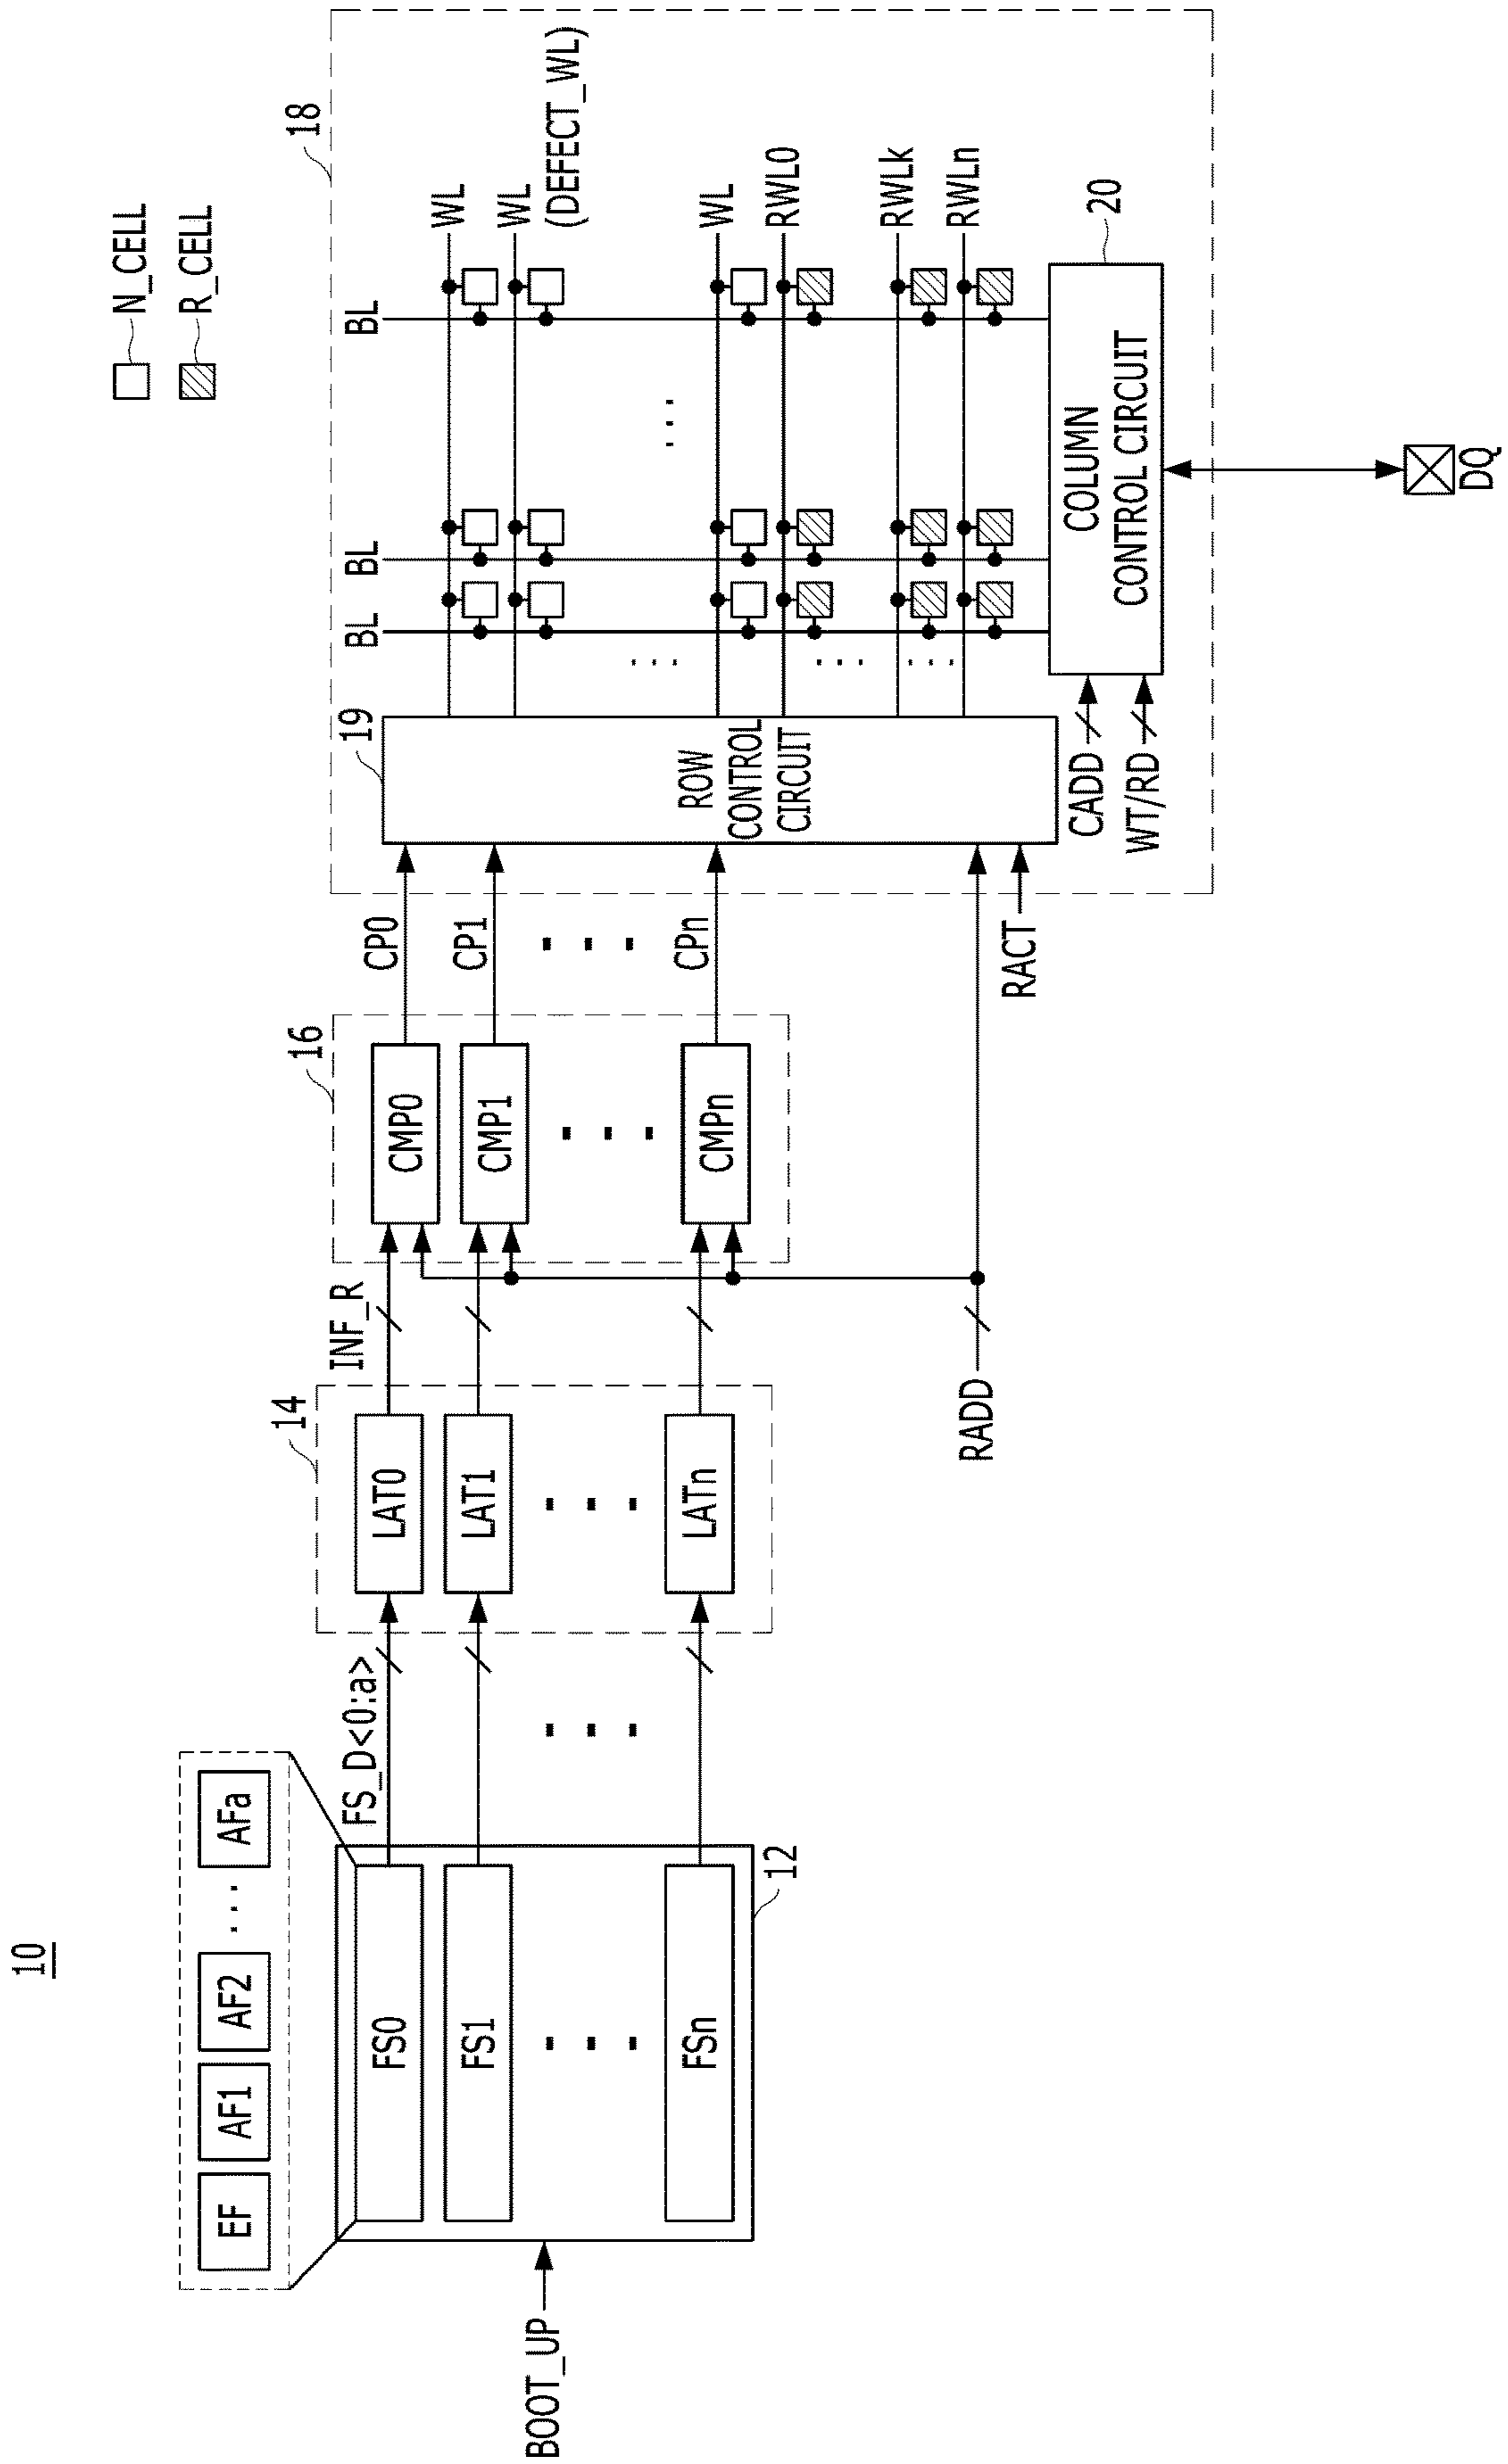 10
N_CELL
R_CELL
EF
AF1
AF2
...
AFa
BOOT_UP
FS0
FS1
FSn
12
FS_D<0:a>
14
LAT0
LAT1
LATn
INF_R
RADD
16
CMP0
CMP1
CMPn
CP0
CP1
CPn
RACT
18
19
ROW
CONTROL
CIRCUIT
BL
BL
BL
WL
WL
(DEFECT_WL)
WL
RWL0
RWLk
RWLn
CADD
WT/RD
COLUMN
CONTROL CIRCUIT
20
DQ